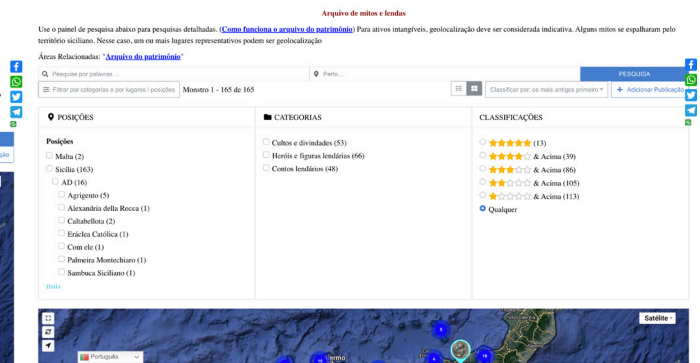 Arquivo de mitos e lendas
Use o painel de pesquisa abaixo para pesquisas detalhadas. (Como funciona o arquivo do patrimônio) Para ativos intangíveis, geolocalização deve ser considerada indicativa. Alguns mitos se espalharam pelo
território siciliano. Nesse caso, um ou mais lugares representativos podem ser geolocalização
Áreas Relacionadas: "Arquivo do patrimônio"
Pesquise por palavras ...
Perto...
PESQUISA
Filtrar por categorias e por lugares / posições
Monstro 1 - 165 de 165
Classificar por: os mais antigos primeiro
+ Adicionar Publicação
POSIÇÕES
Posições
Malta (2)
Sicília (163)
AD (16)
Agrigento (5)
Alexandria della Rocca (1)
Caltabellota (2)
Eráclea Católica (1)
Com ele (1)
Palmeira Montechiaro (1)
Sambuca Siciliano (1)
mais
CATEGORIAS
Cultos e divindades (53)
Heróis e figuras lendárias (66)
Contos lendários (48)
CLASSIFICAÇÕES
(13)
& Acima (39)
& Acima (86)
& Acima (105)
& Acima (113)
Qualquer
ção
Satélite
Português